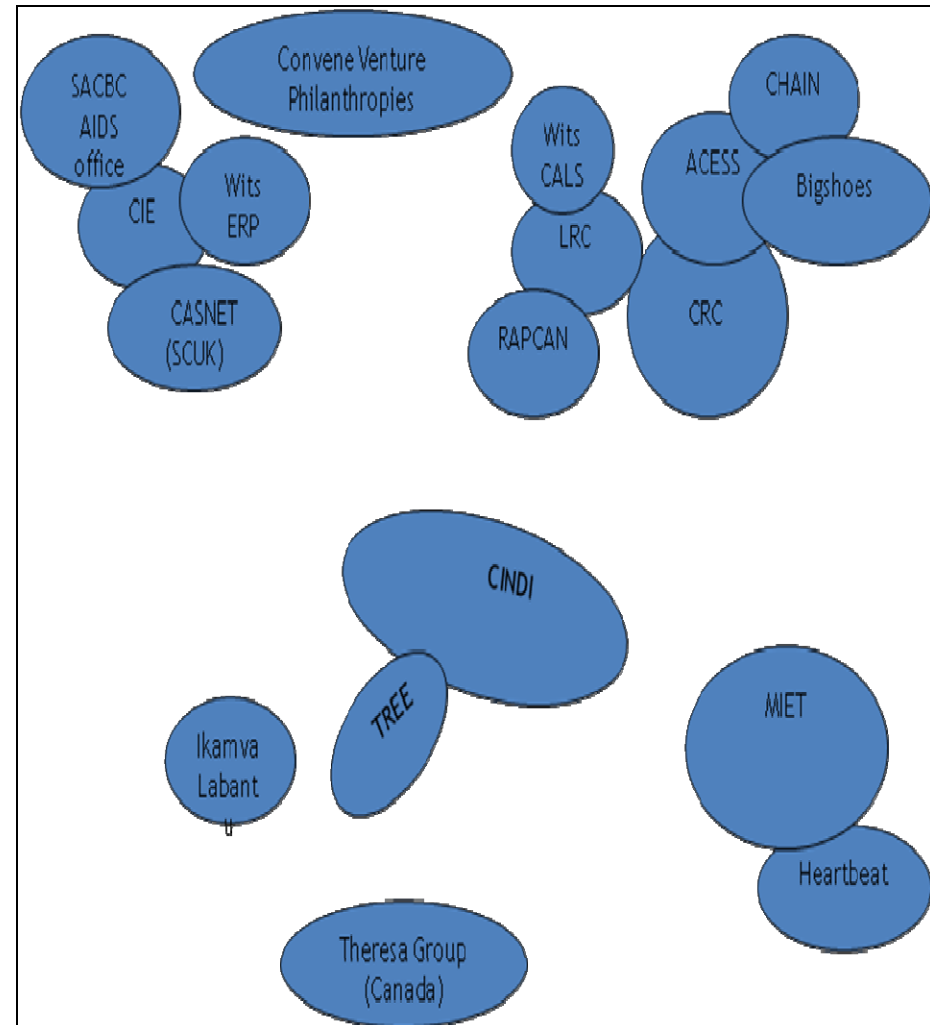 SACBC
AIDS
office
Convene Venture
Philanthropies
CIE
Wits
ERP
CASNET
(SCUK)
Wits
CALS
LRC
RAPCAN
CHAIN
ACESS
Bigshoes
CRC
CINDI
TREE
Ikamva
Labant
u
MIET
Heartbeat
Theresa Group
(Canada)